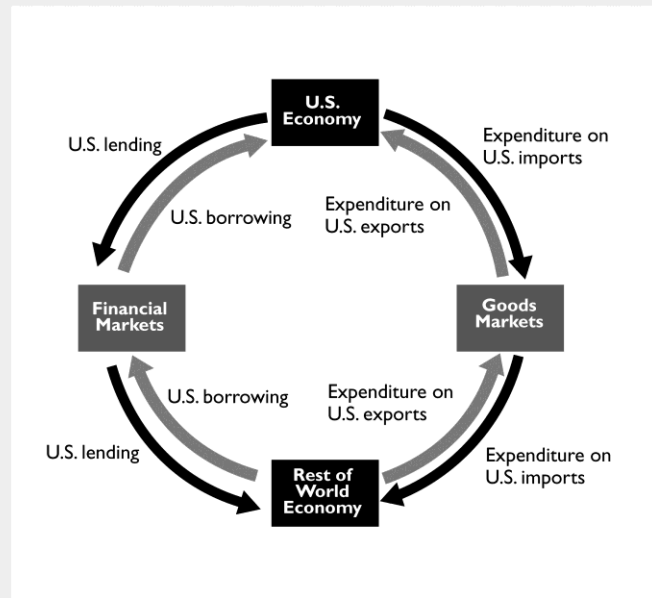 U.S.
Economy
U.S. lending
Expenditure on
U.S. imports
U.S. borrowing
Expenditure on
U.S. exports
Financial
Markets
Goods
Markets
U.S. borrowing
Expenditure on
U.S. exports
U.S. lending
Expenditure on
U.S. imports
Rest of
World
Economy